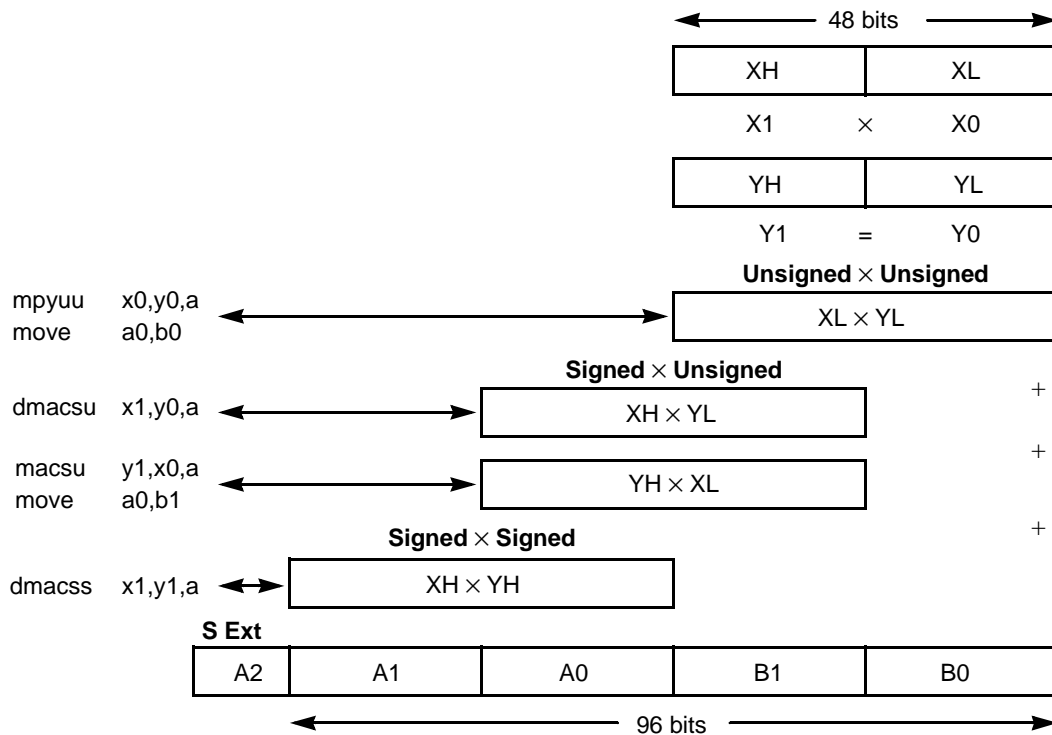 48 bits
XH XL
X1 × X0
YH YL
Y1 = Y0
Unsigned × Unsigned
mpyuu x0,y0,a
move a0,b0
XL × YL
Signed × Unsigned
+
dmacsu x1,y0,a
XH × YL
+
macsu y1,x0,a
move a0,b1
YH × XL
+
Signed × Signed
dmacss x1,y1,a
XH × YH
S Ext
A2 A1 A0 B1 B0
96 bits